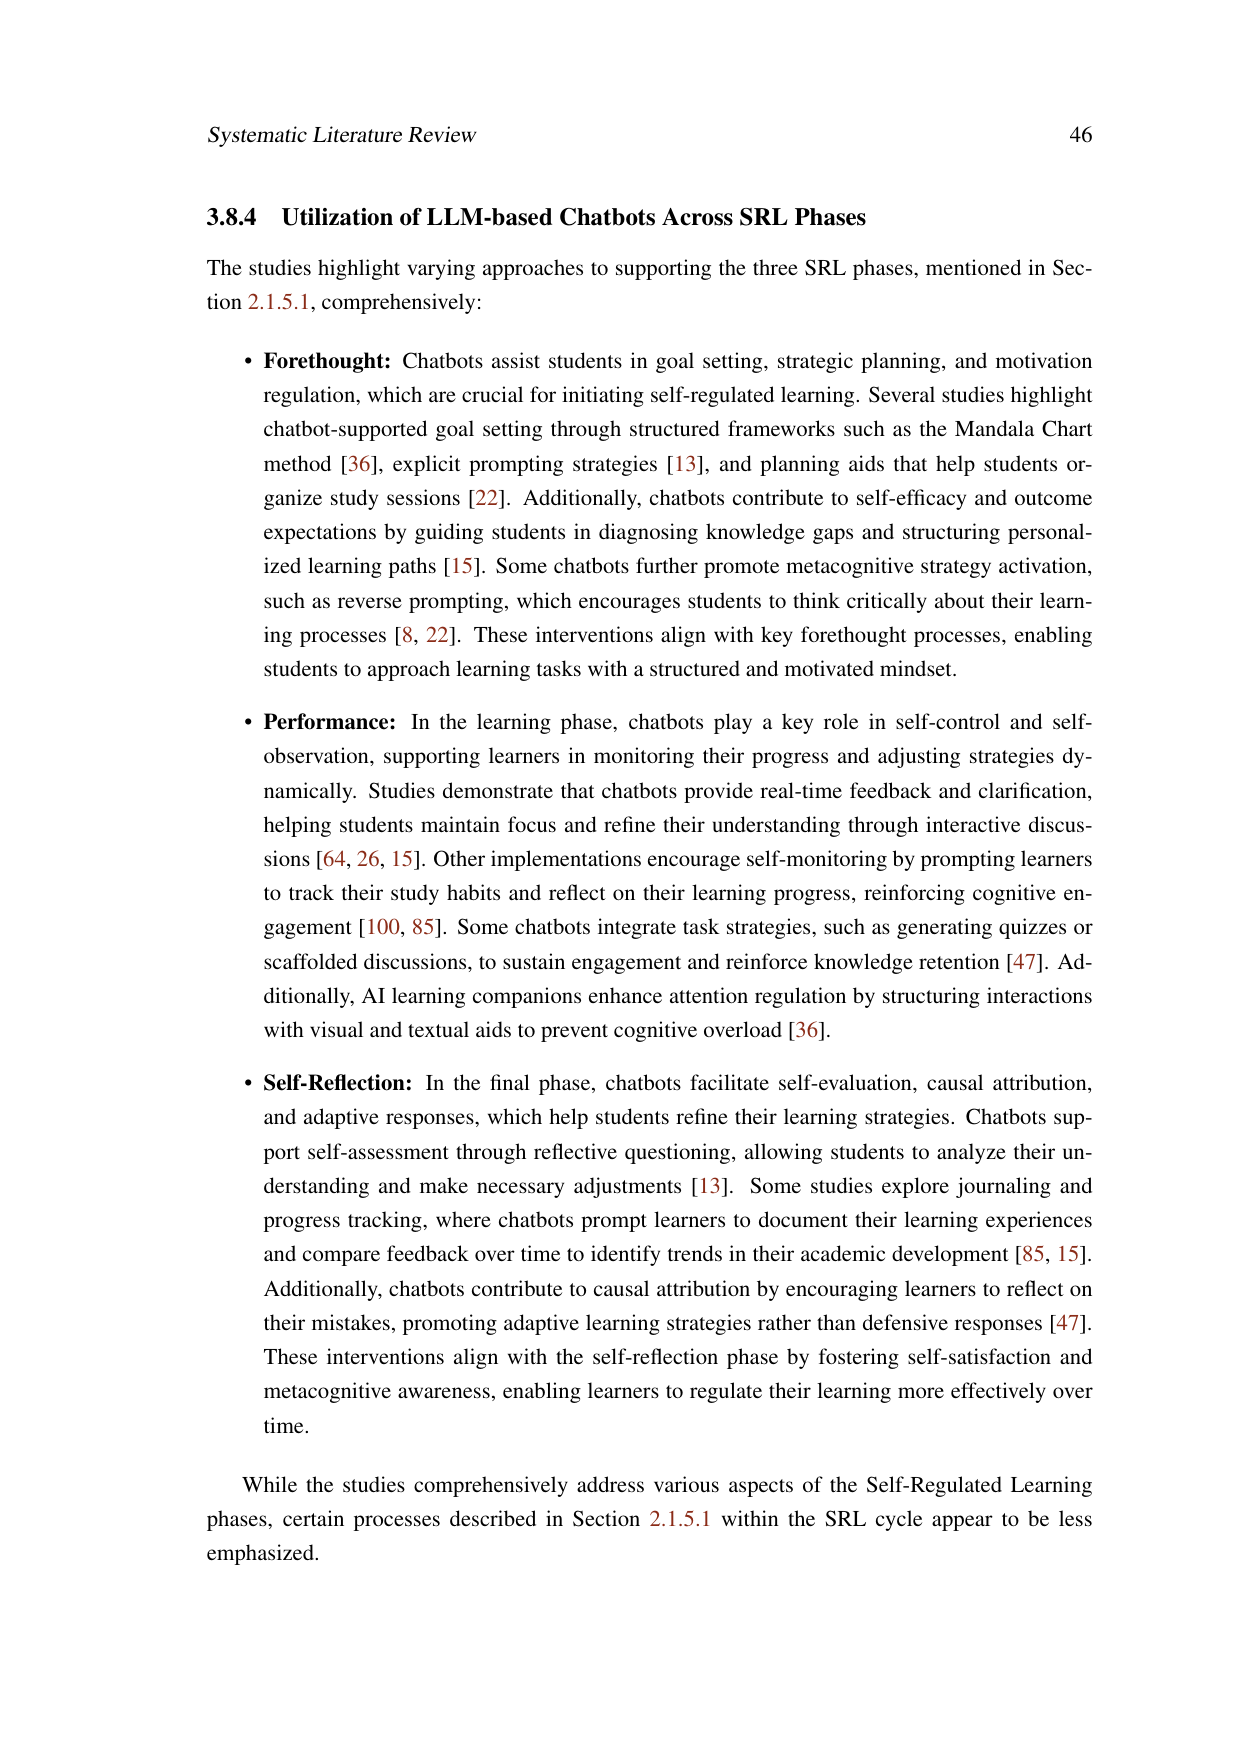 Systematic Literature Review 46
3.8.4 Utilization of LLM-based Chatbots Across SRL Phases
The studies highlight varying approaches to supporting the three SRL phases, mentioned in Sec-
tion 2.1.5.1, comprehensively:
• Forethought: Chatbots assist students in goal setting, strategic planning, and motivation
regulation, which are crucial for initiating self-regulated learning. Several studies highlight
chatbot-supported goal setting through structured frameworks such as the Mandala Chart
method [36], explicit prompting strategies [13], and planning aids that help students or-
ganize study sessions [22]. Additionally, chatbots contribute to self-efficacy and outcome
expectations by guiding students in diagnosing knowledge gaps and structuring personal-
ized learning paths [15]. Some chatbots further promote metacognitive strategy activation,
such as reverse prompting, which encourages students to think critically about their learn-
ing processes [8, 22]. These interventions align with key forethought processes, enabling
students to approach learning tasks with a structured and motivated mindset.
• Performance: In the learning phase, chatbots play a key role in self-control and self-
observation, supporting learners in monitoring their progress and adjusting strategies dy-
namically. Studies demonstrate that chatbots provide real-time feedback and clarification,
helping students maintain focus and refine their understanding through interactive discus-
sions [64, 26, 15]. Other implementations encourage self-monitoring by prompting learners
to track their study habits and reflect on their learning progress, reinforcing cognitive en-
gagement [100, 85]. Some chatbots integrate task strategies, such as generating quizzes or
scaffolded discussions, to sustain engagement and reinforce knowledge retention [47]. Ad-
ditionally, AI learning companions enhance attention regulation by structuring interactions
with visual and textual aids to prevent cognitive overload [36].
• Self-Reflection: In the final phase, chatbots facilitate self-evaluation, causal attribution,
and adaptive responses, which help students refine their learning strategies. Chatbots sup-
port self-assessment through reflective questioning, allowing students to analyze their un-
derstanding and make necessary adjustments [13]. Some studies explore journaling and
progress tracking, where chatbots prompt learners to document their learning experiences
and compare feedback over time to identify trends in their academic development [85, 15].
Additionally, chatbots contribute to causal attribution by encouraging learners to reflect on
their mistakes, promoting adaptive learning strategies rather than defensive responses [47].
These interventions align with the self-reflection phase by fostering self-satisfaction and
metacognitive awareness, enabling learners to regulate their learning more effectively over
time.
While the studies comprehensively address various aspects of the Self-Regulated Learning
phases, certain processes described in Section 2.1.5.1 within the SRL cycle appear to be less
emphasized.